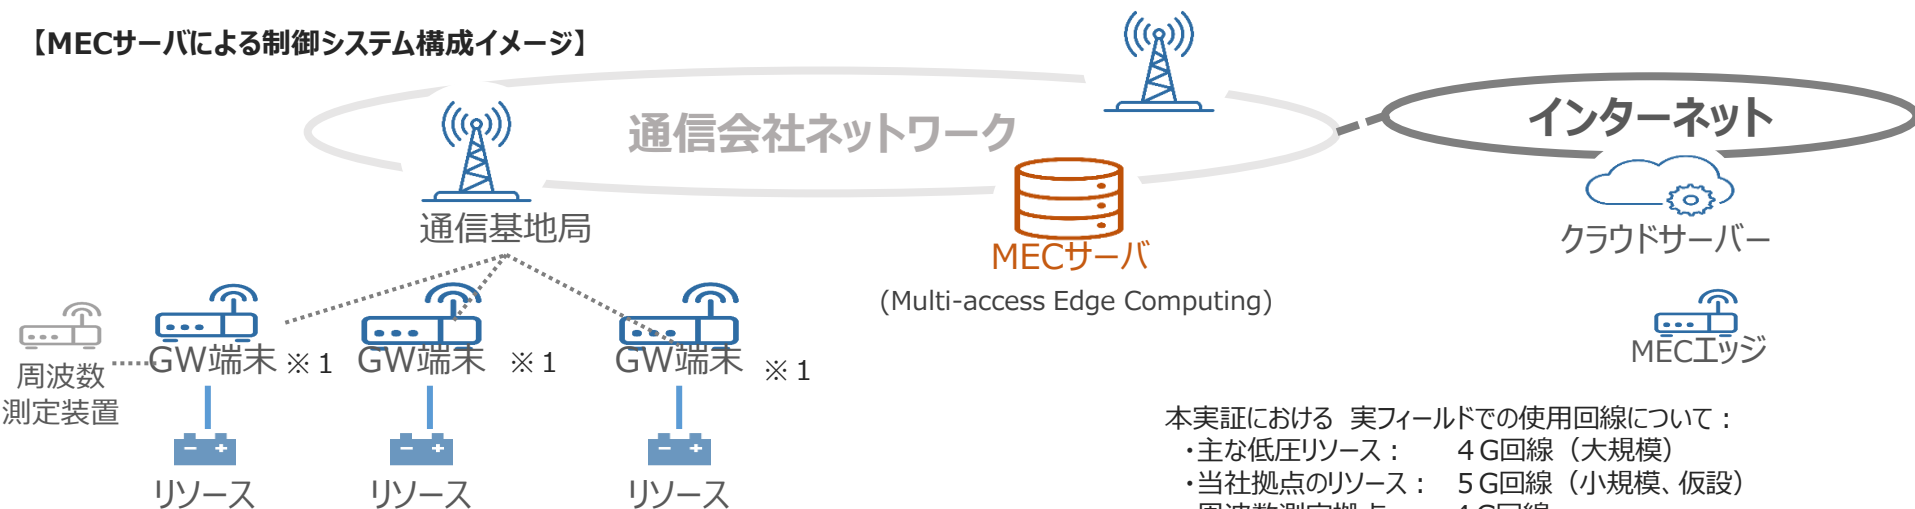 【MECサーバによる制御システム構成イメージ】
通信会社ネットワーク
インターネット
通信基地局
MECサーバ
(Multi-access Edge Computing)
クラウドサーバー
MECエッジ
周波数
測定装置
GW端末 ※１
GW端末 ※１
GW端末 ※１
リソース
リソース
リソース
本実証における 実フィールドでの使用回線について：
・主な低圧リソース： ４G回線（大規模）
・当社拠点のリソース： ５G回線（小規模、仮設）